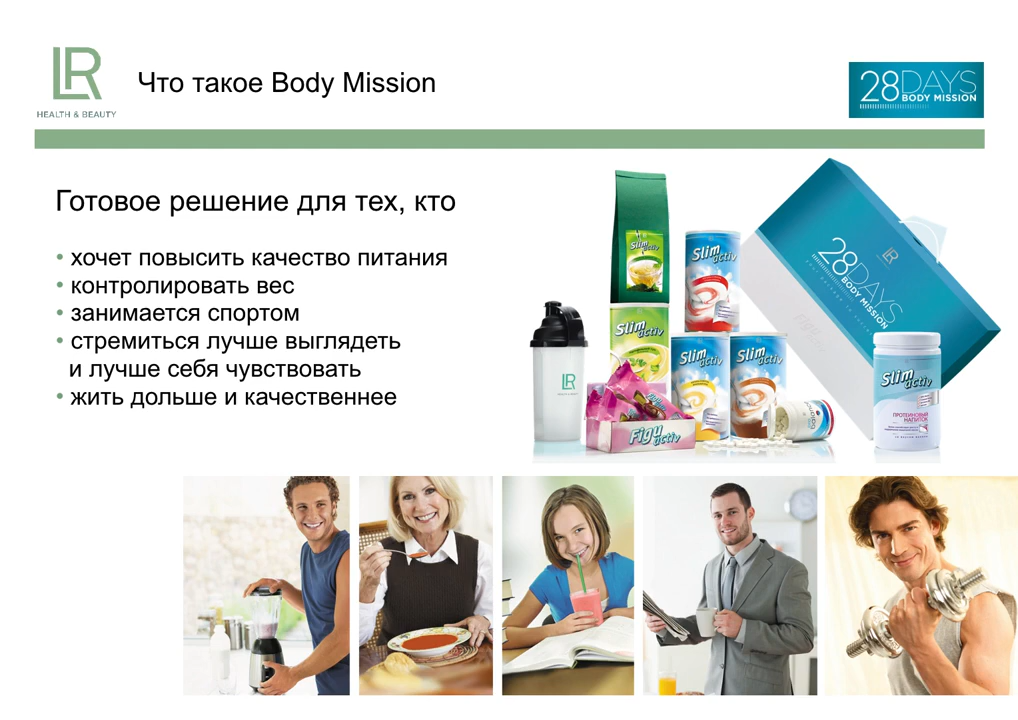 LR
HEALTH & BEAUTY
Что такое Body Mission
28DAYS
BODY MISSION
Готовое решение для тех, кто
• хочет повысить качество питания
• контролировать вес
• занимается спортом
• стремиться лучше выглядеть
и лучше себя чувствовать
• жить дольше и качественнее
Slim activ
Slim activ
Slim activ
Slim activ
Slim activ
Figu activ
LR
LR
28DAYS
BODY MISSION
Slim activ
ПРОТЕИНОВЫЙ
НАПИТОК